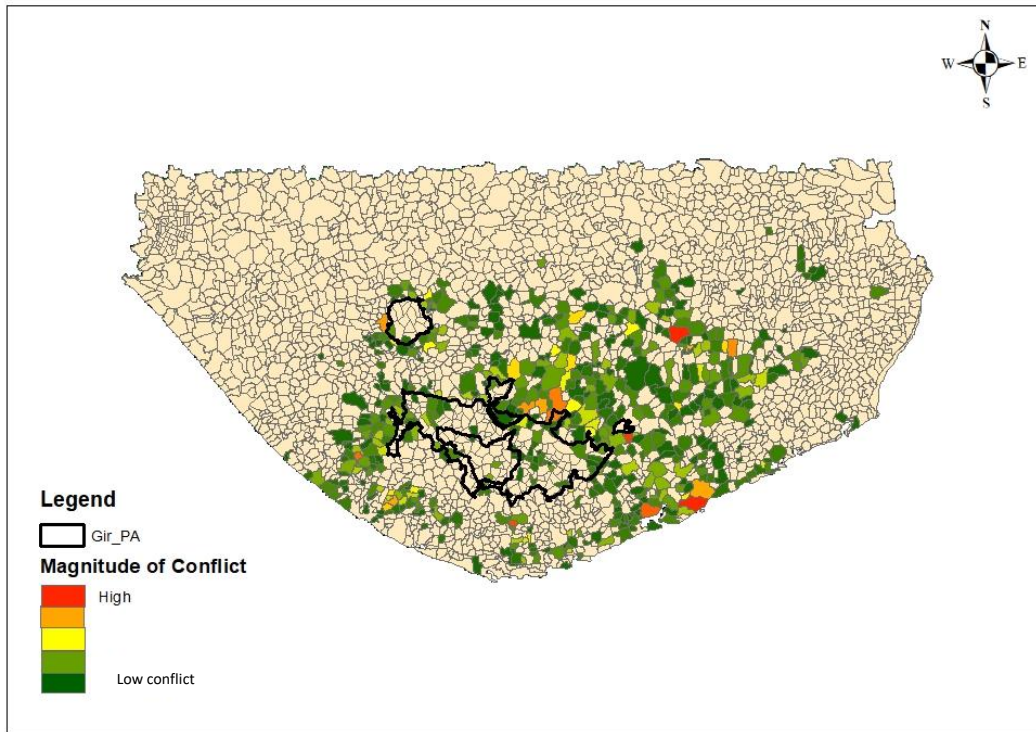 N
W E
S
Legend
Gir_PA
Magnitude of Conflict
High
Low conflict